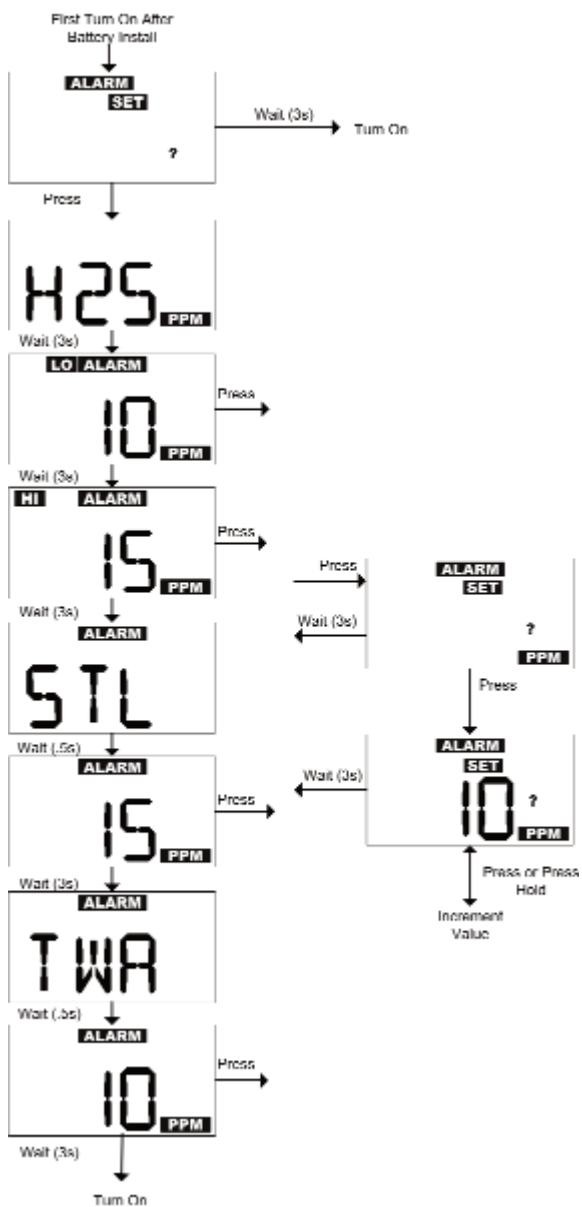 First Turn On After
Battery Install
ALARM
SET
?
Wait (3s)
Turn On
Press
H2S
PPM
Wait (3s)
LO ALARM
10
PPM
Press
Wait (3s)
HI ALARM
15
PPM
Press
Wait (3s)
ALARM
STL
Wait (.5s)
ALARM
15
PPM
Press
Wait (3s)
ALARM
TWA
Wait (.5s)
ALARM
10
PPM
Press
Wait (3s)
Turn On
Press
ALARM
SET
?
PPM
Wait (3s)
Press
ALARM
SET
10 ?
PPM
Wait (3s)
Press or Press
Hold
Increment
Value